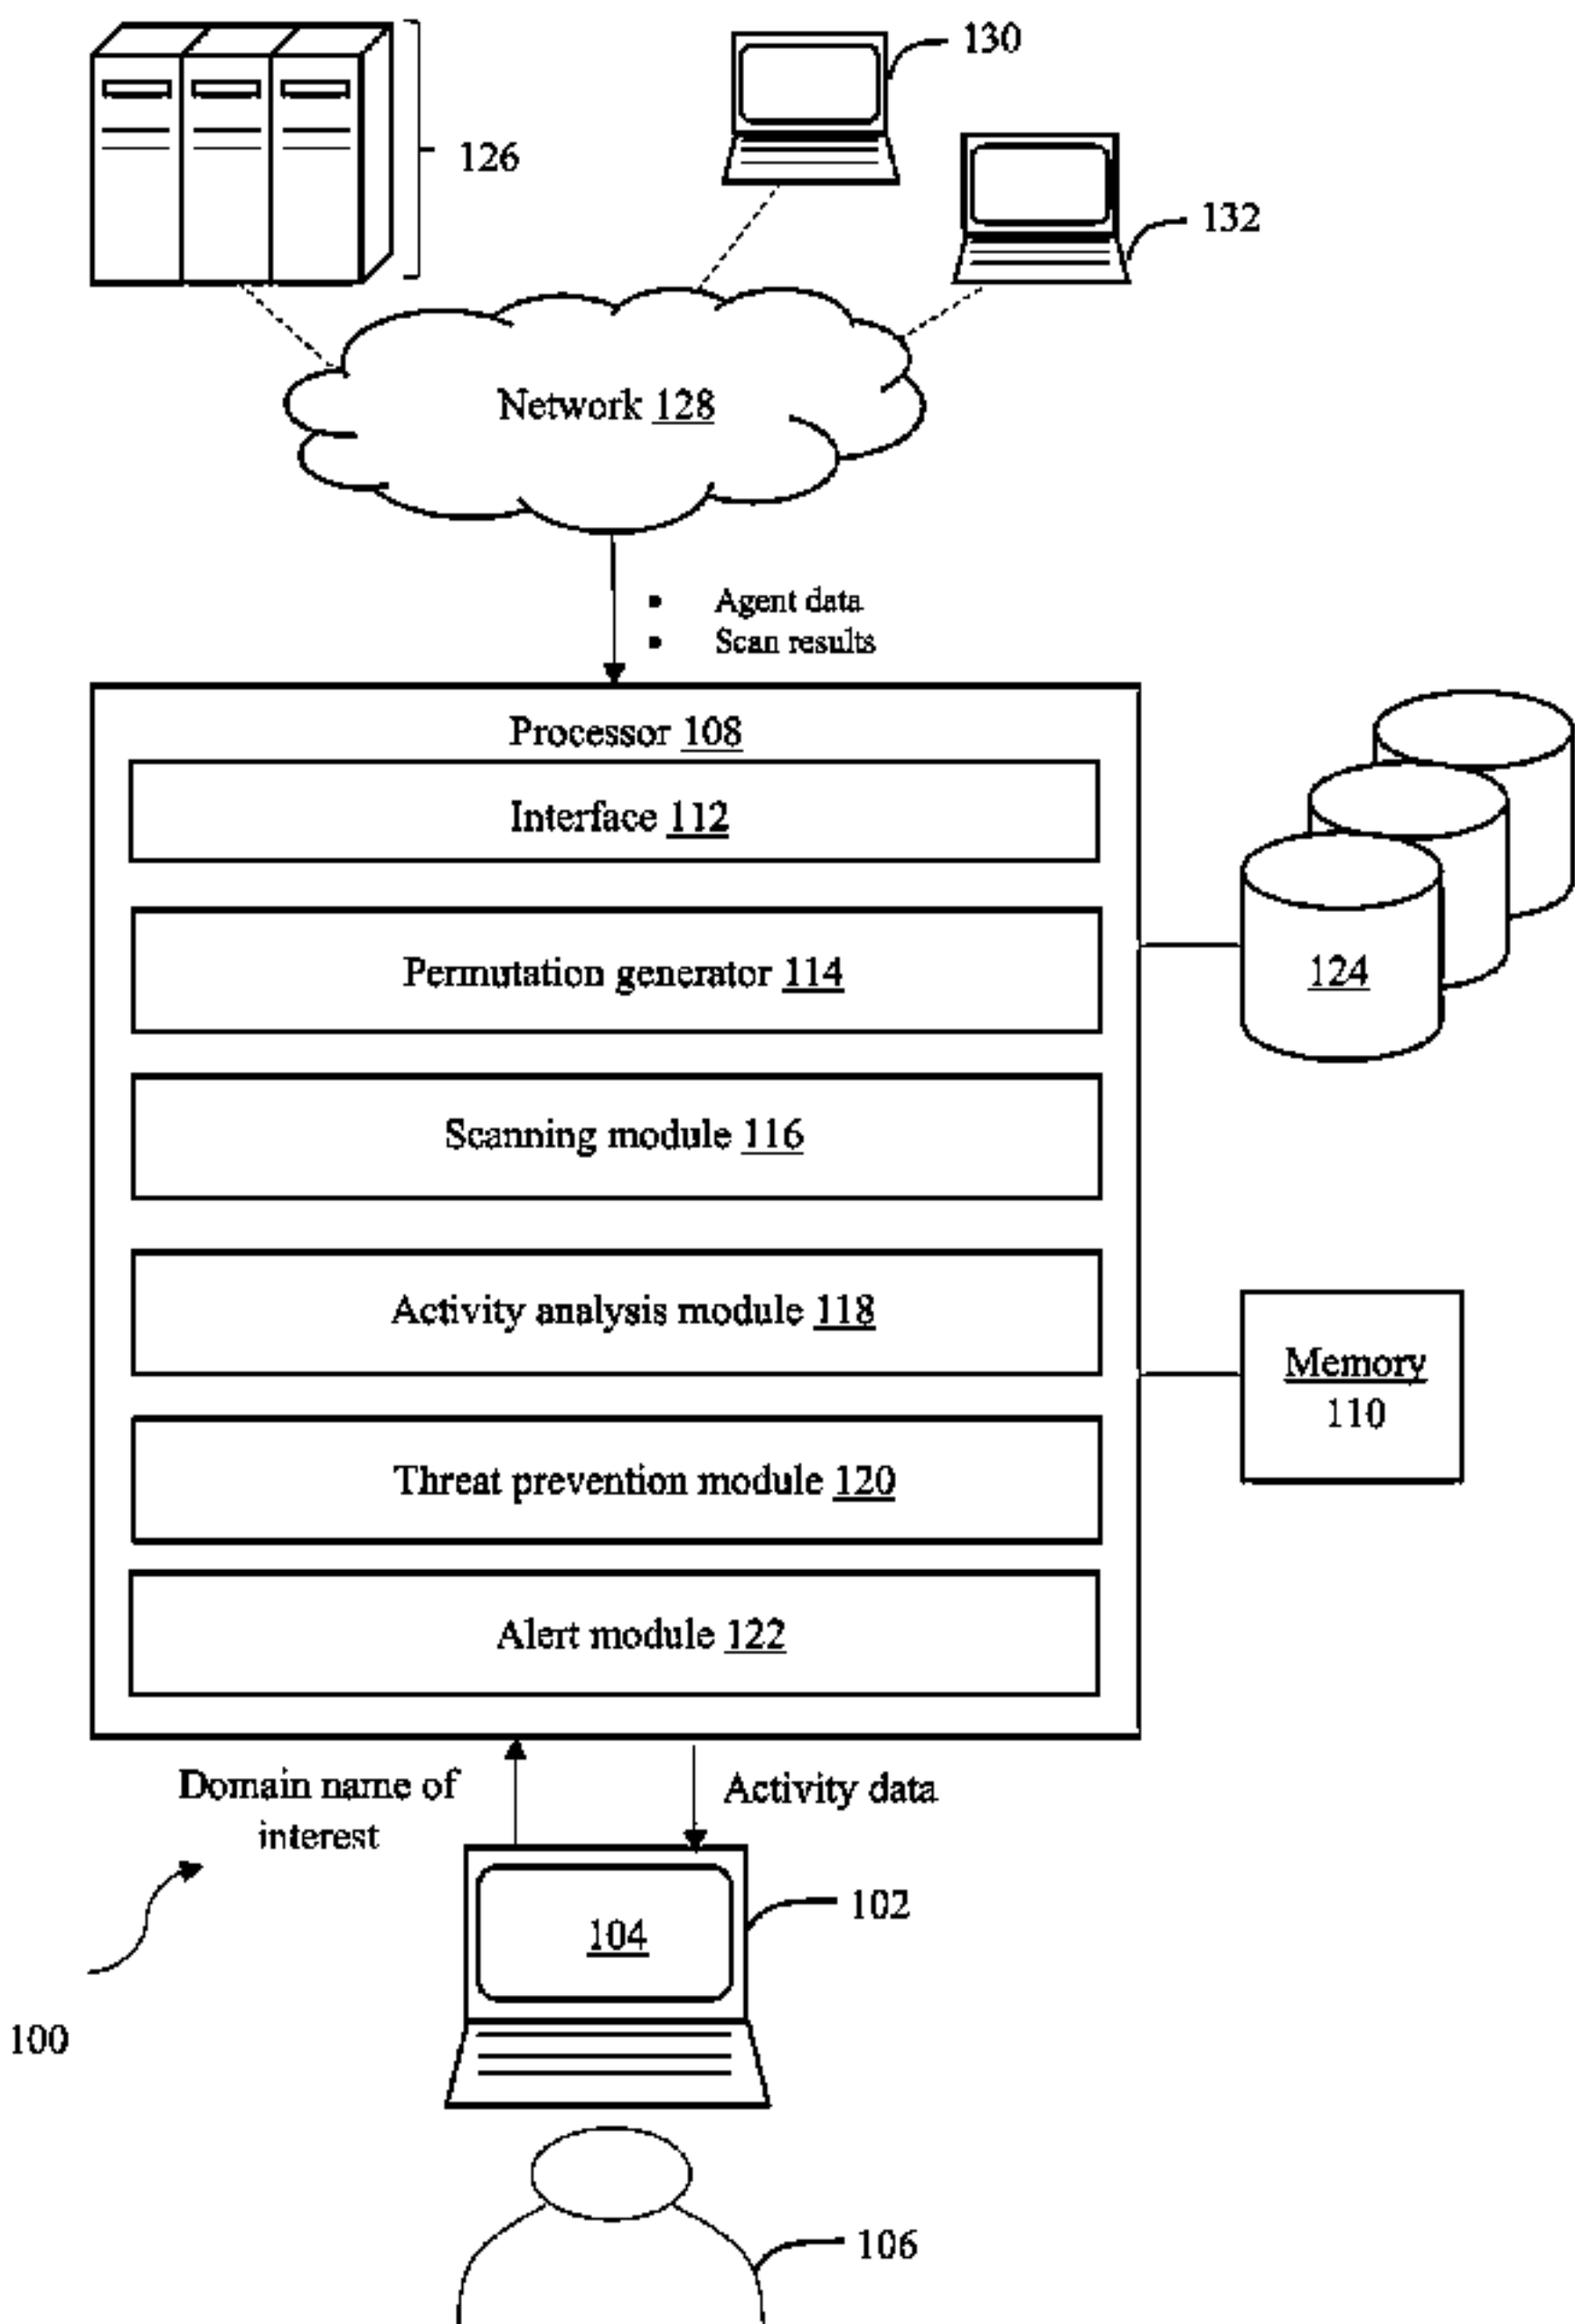 130
126
132
Network 128
• Agent data
• Scan results
Processor 108
Interface 112
Permutation generator 114
124
Scanning module 116
Activity analysis module 118
Memory
110
Threat prevention module 120
Alert module 122
Domain name of
interest
Activity data
102
104
100
106